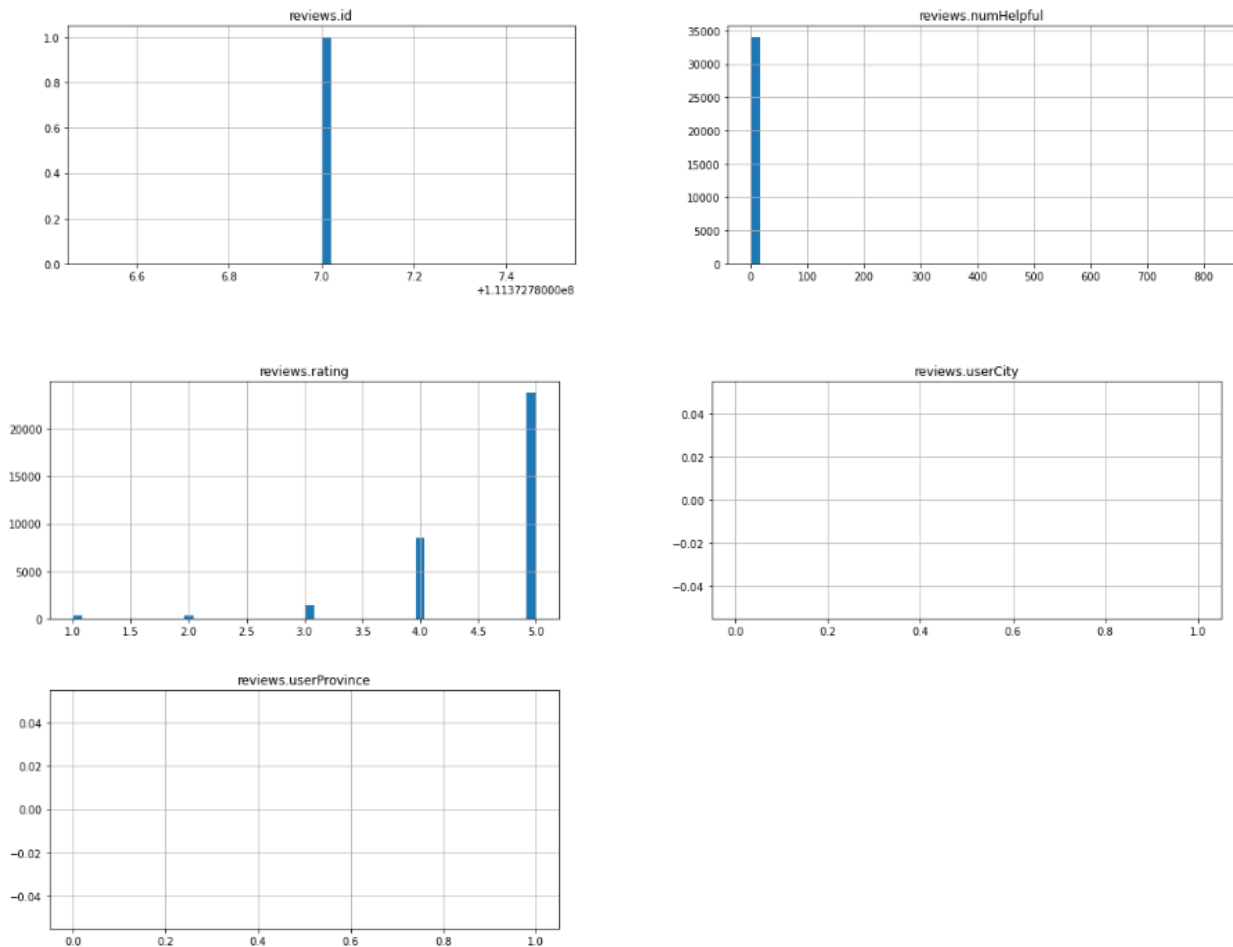 reviews.id
1.0
0.8
0.6
0.4
0.2
0.0
6.6 6.8 7.0 7.2 7.4
+1.1137278000e8
reviews.numHelpful
35000
30000
25000
20000
15000
10000
5000
0
0 100 200 300 400 500 600 700 800
reviews.rating
20000
15000
10000
5000
0
1.0 1.5 2.0 2.5 3.0 3.5 4.0 4.5 5.0
reviews.userCity
0.04
0.02
0.00
−0.02
−0.04
0.0 0.2 0.4 0.6 0.8 1.0
reviews.userProvince
0.04
0.02
0.00
−0.02
−0.04
0.0 0.2 0.4 0.6 0.8 1.0